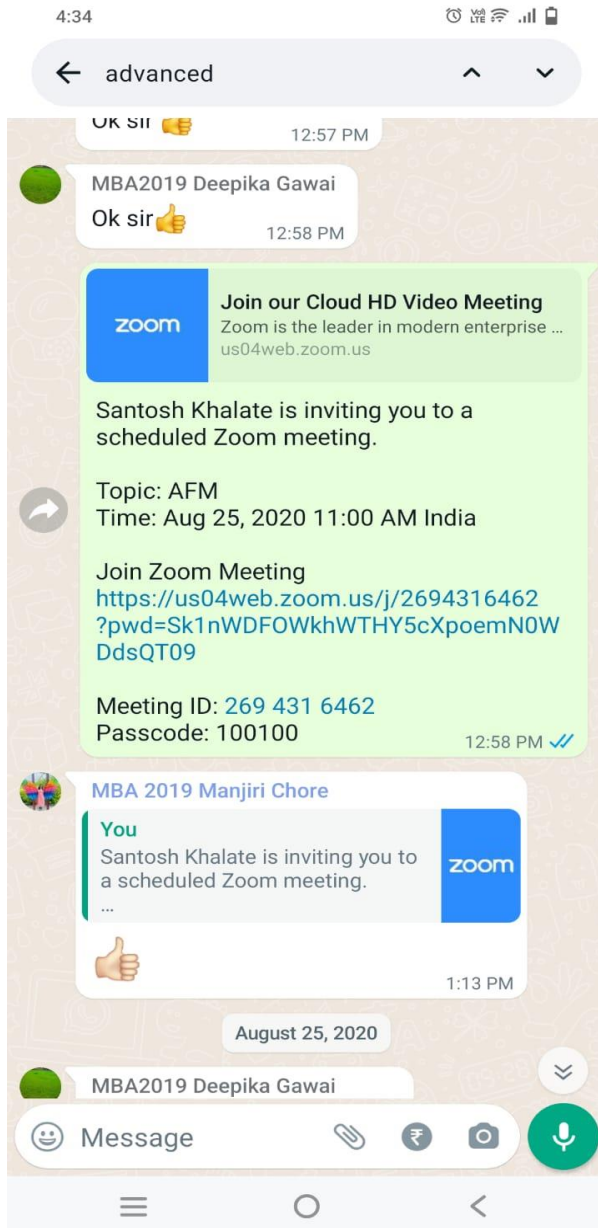 4:34
Vo)) LTE
advanced
Ok sir 👍
12:57 PM
MBA2019 Deepika Gawai
Ok sir👍
12:58 PM
zoom
Join our Cloud HD Video Meeting
Zoom is the leader in modern enterprise ...
us04web.zoom.us
Santosh Khalate is inviting you to a
scheduled Zoom meeting.
Topic: AFM
Time: Aug 25, 2020 11:00 AM India
Join Zoom Meeting
https://us04web.zoom.us/j/2694316462
?pwd=Sk1nWDFOWkhWTHY5cXpoemN0W
DdsQT09
Meeting ID: 269 431 6462
Passcode: 100100
12:58 PM
MBA 2019 Manjiri Chore
You
Santosh Khalate is inviting you to
a scheduled Zoom meeting.
...
zoom
👍🏻
1:13 PM
August 25, 2020
MBA2019 Deepika Gawai
Message
₹